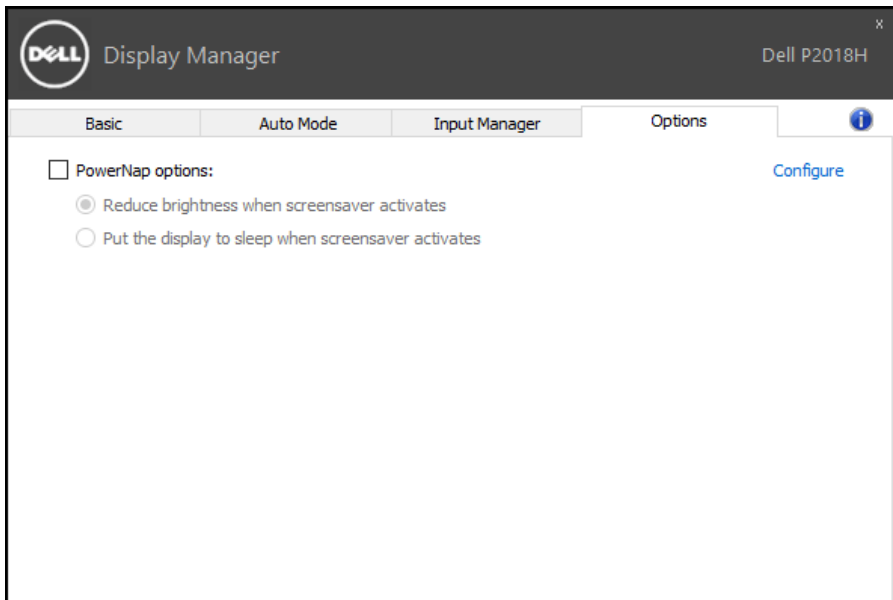 x
DELL Display Manager Dell P2018H
Basic Auto Mode Input Manager Options i
PowerNap options: Configure
Reduce brightness when screensaver activates
Put the display to sleep when screensaver activates